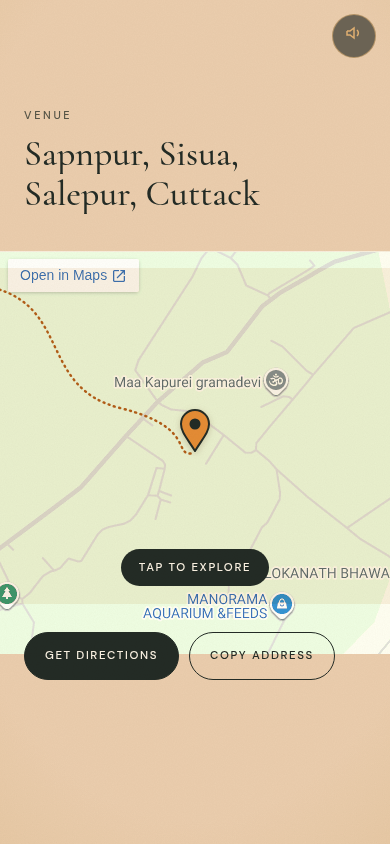 VENUE
Sapnpur, Sisua,
Salepur, Cuttack
Open in Maps
Maa Kapurei gramadevi
TAP TO EXPLORE
LOKANATH BHAWA
MANORAMA
AQUARIUM &FEEDS
GET DIRECTIONS
COPY ADDRESS